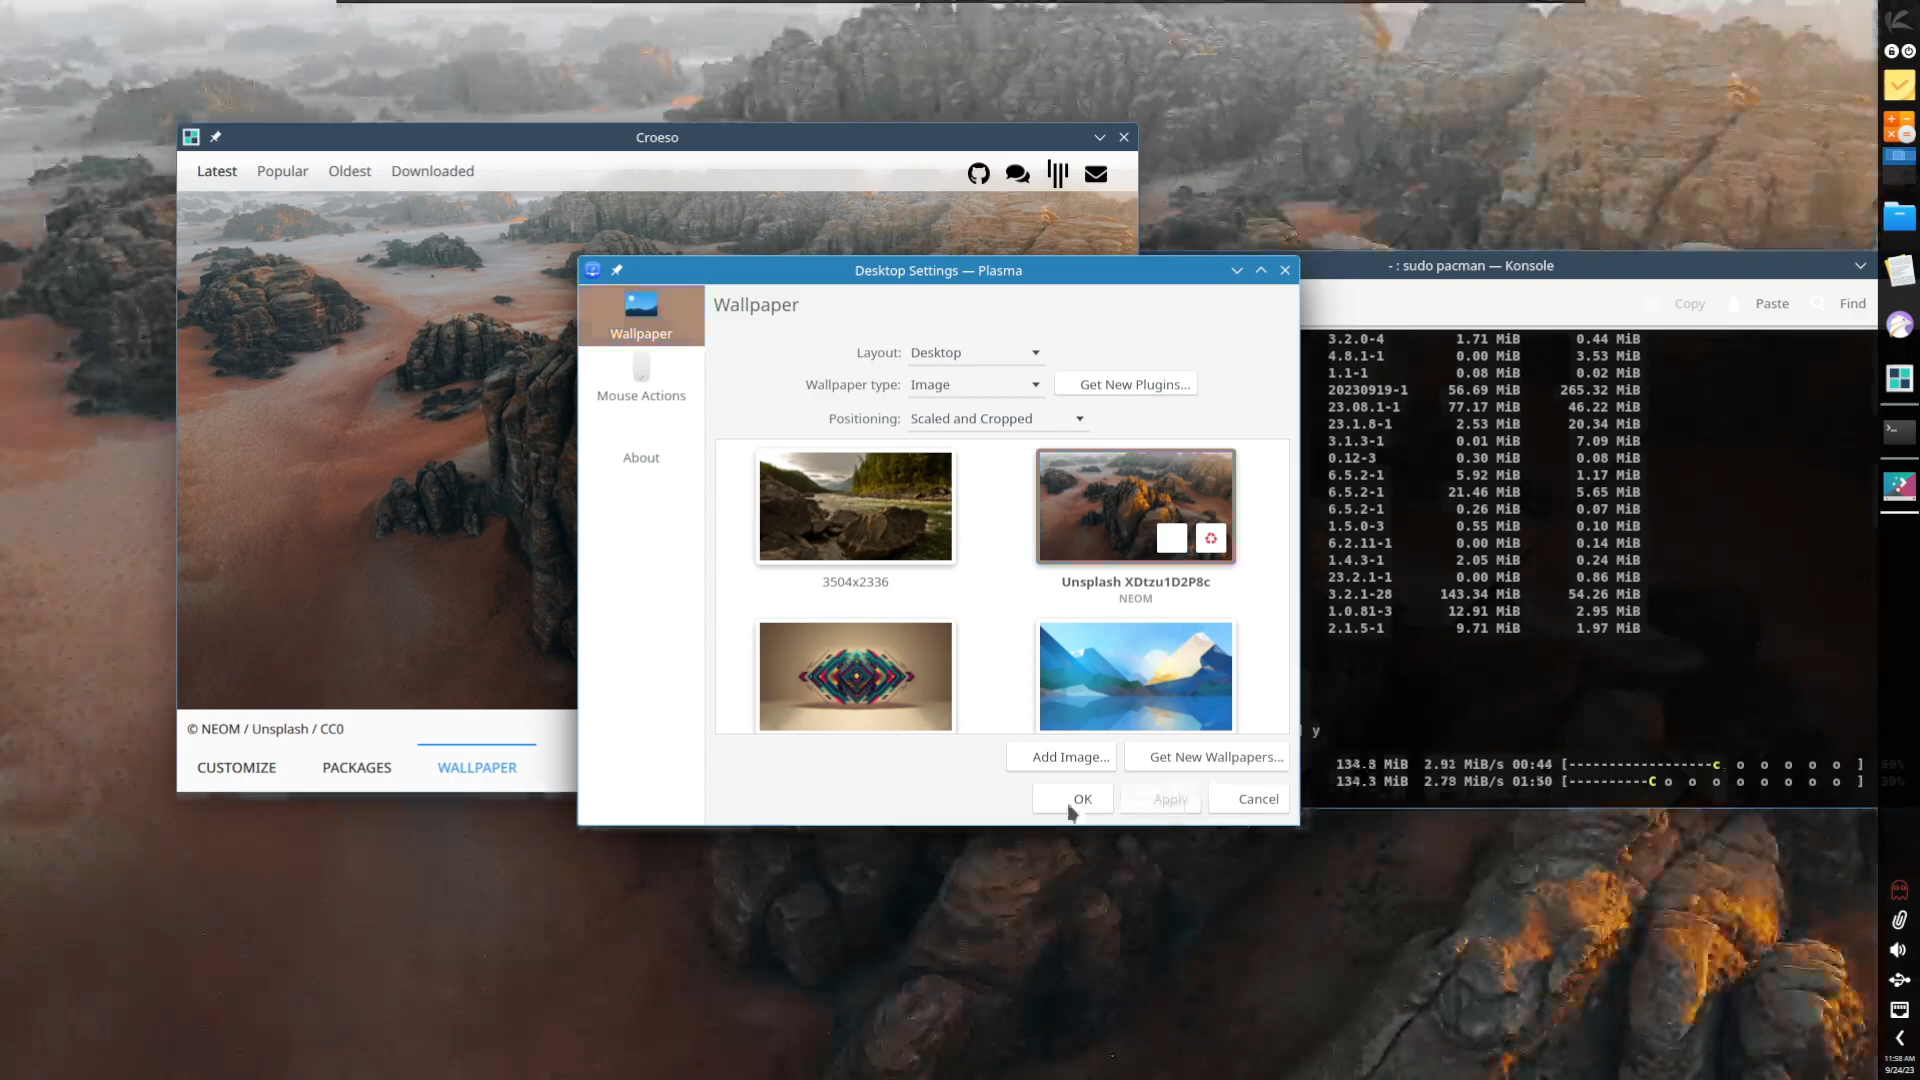 Croeso
Latest Popular Oldest Downloaded
Desktop Settings — Plasma
Wallpaper
Mouse Actions
About
Wallpaper
Layout: Desktop
Wallpaper type: Image Get New Plugins...
Positioning: Scaled and Cropped
3504x2336
Unsplash XDtzu1D2P8c
NEOM
Add Image... Get New Wallpapers...
OK Apply Cancel
© NEOM / Unsplash / CC0
CUSTOMIZE PACKAGES WALLPAPER
- : sudo pacman — Konsole
Copy Paste Find
3.2.0-4 1.71 MiB 0.44 MiB
4.8.1-1 0.00 MiB 3.53 MiB
1.1-1 0.08 MiB 0.02 MiB
20230919-1 56.69 MiB 265.32 MiB
23.08.1-1 77.17 MiB 46.22 MiB
23.1.8-1 2.53 MiB 20.34 MiB
3.1.3-1 0.01 MiB 7.09 MiB
0.12-3 0.30 MiB 0.08 MiB
6.5.2-1 5.92 MiB 1.17 MiB
6.5.2-1 21.46 MiB 5.65 MiB
6.5.2-1 0.26 MiB 0.07 MiB
1.5.0-3 0.55 MiB 0.10 MiB
6.2.11-1 0.00 MiB 0.14 MiB
1.4.3-1 2.05 MiB 0.24 MiB
23.2.1-1 0.00 MiB 0.86 MiB
3.2.1-28 143.34 MiB 54.26 MiB
1.0.81-3 12.91 MiB 2.95 MiB
2.1.5-1 9.71 MiB 1.97 MiB
y
MiB MiB/s 00:44 [------------------c o o o o o ]
134.3 MiB MiB/s [----------C o o o o o o o o ]
11:58 AM
9/24/23